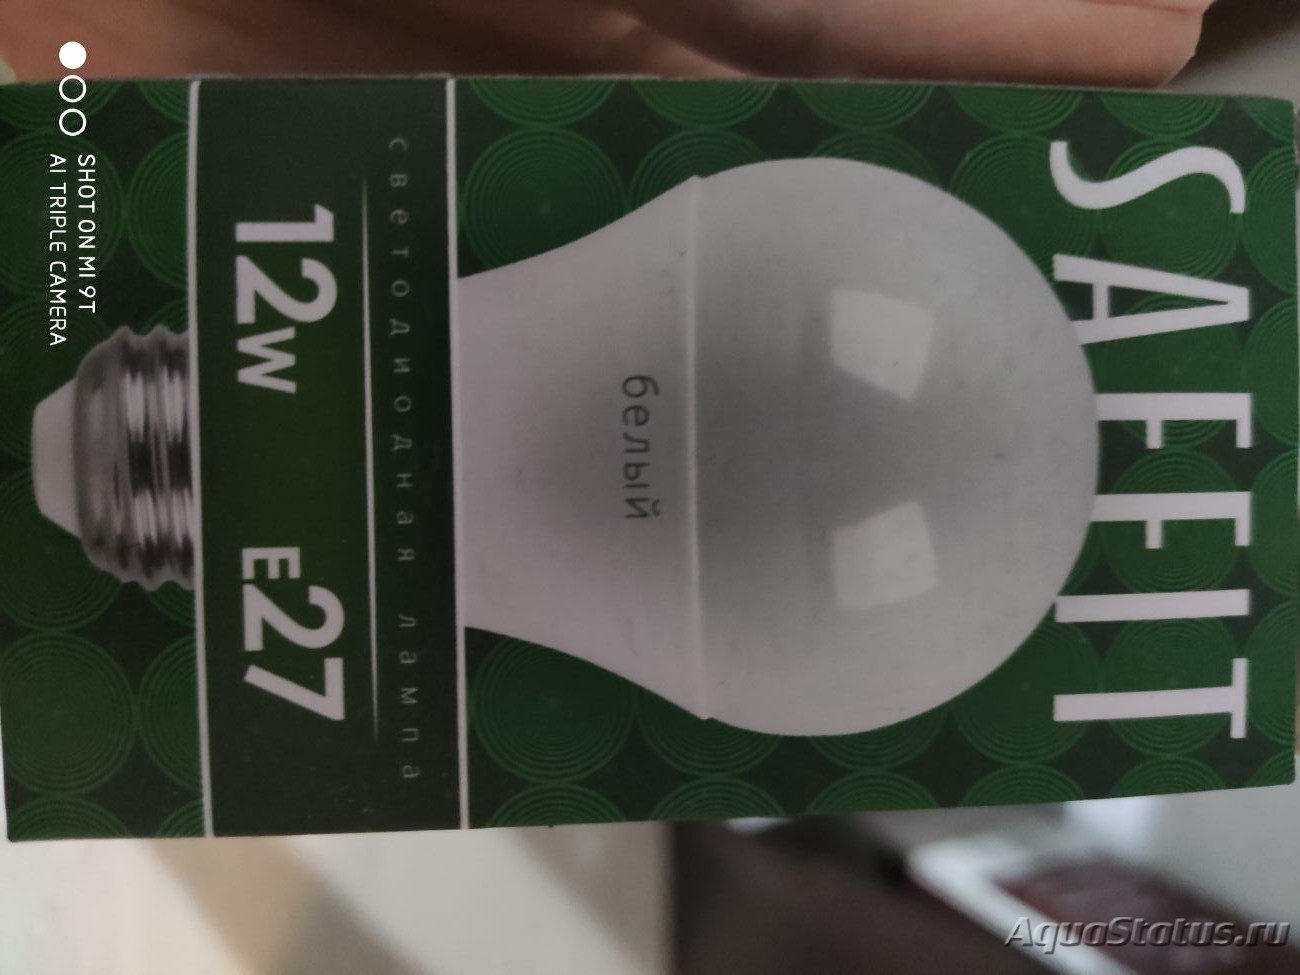 SAFFIT
белый
светодиодная лампа
12W E27
SHOT ON MI 9T
AI TRIPLE CAMERA
AquaStatus.ru